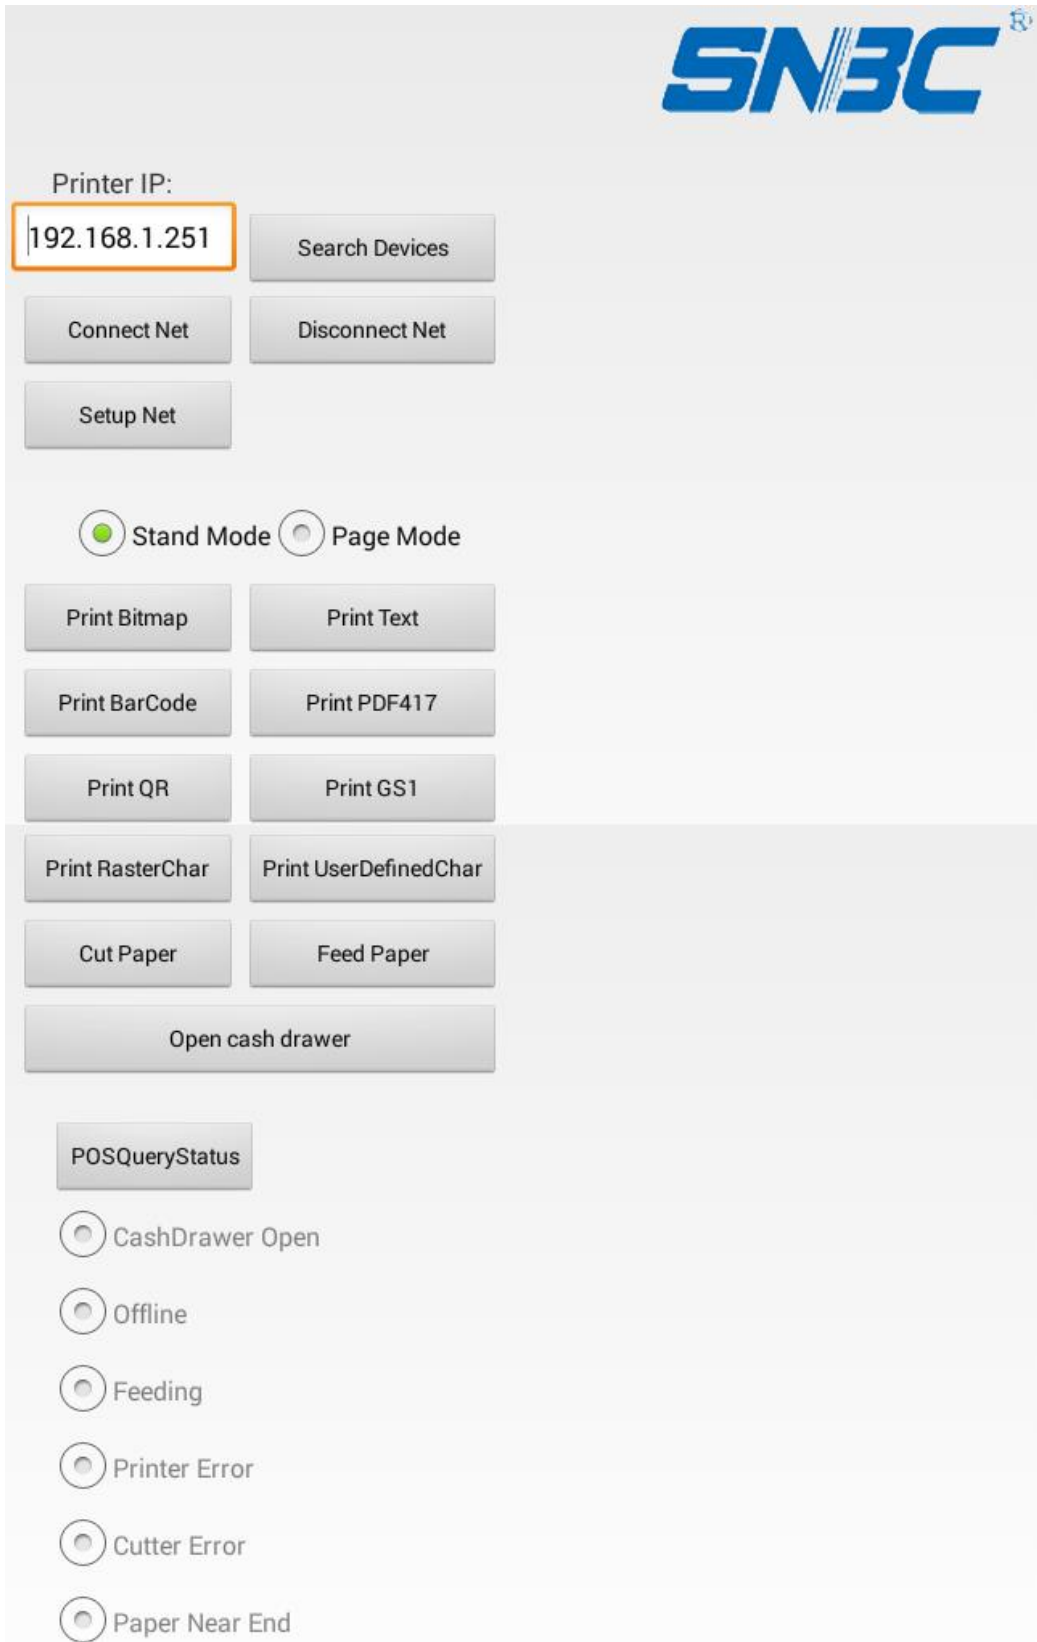 SNBC®
Printer IP:
192.168.1.251
Search Devices
Connect Net
Disconnect Net
Setup Net
Stand Mode
Page Mode
Print Bitmap
Print Text
Print BarCode
Print PDF417
Print QR
Print GS1
Print RasterChar
Print UserDefinedChar
Cut Paper
Feed Paper
Open cash drawer
POSQueryStatus
CashDrawer Open
Offline
Feeding
Printer Error
Cutter Error
Paper Near End